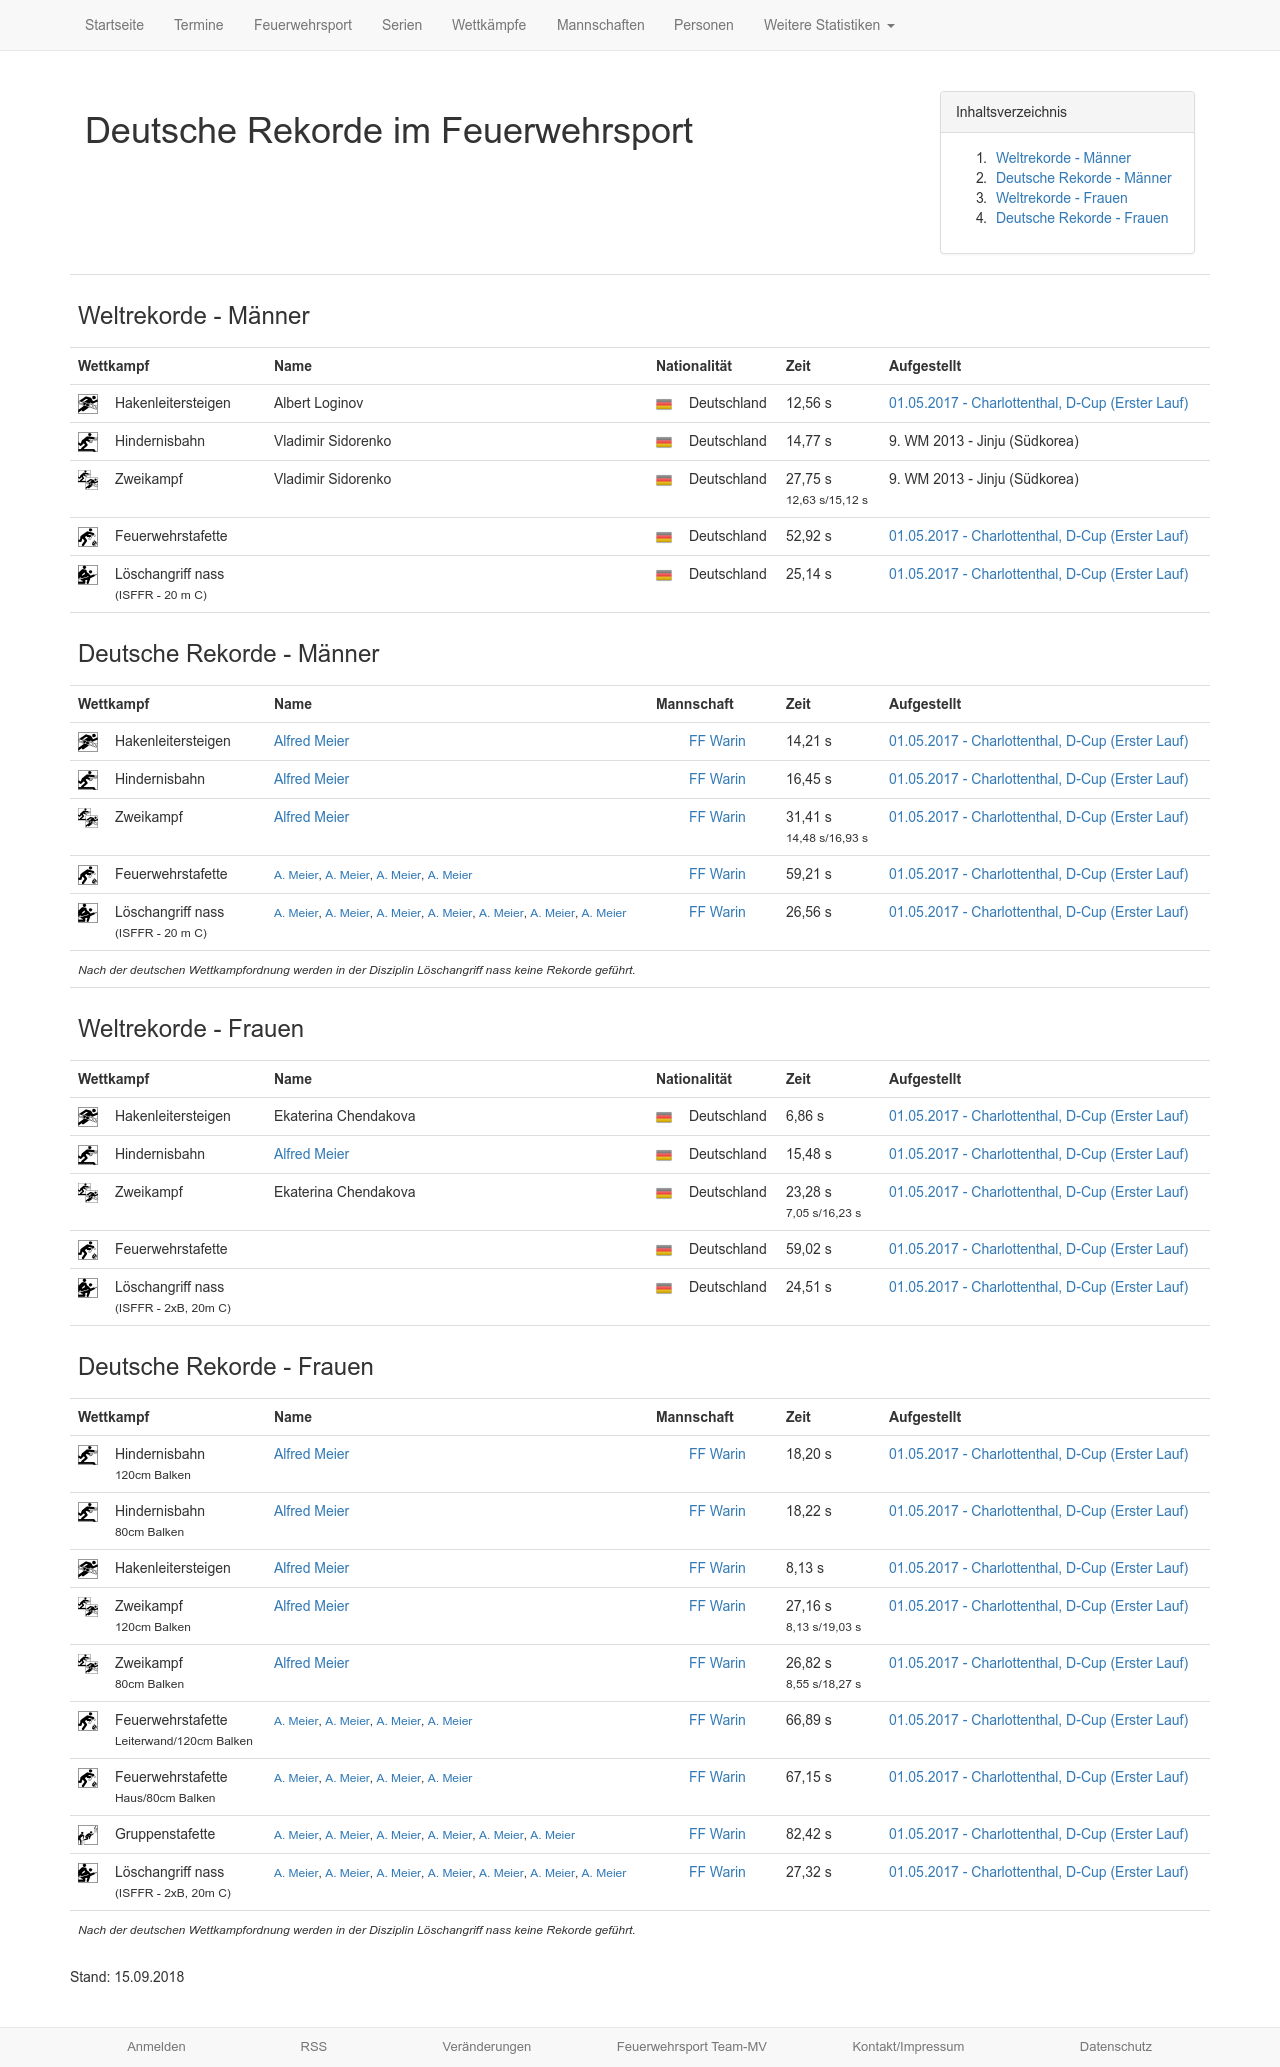 Startseite Termine Feuerwehrsport Serien Wettkämpfe Mannschaften Personen Weitere Statistiken
Deutsche Rekorde im Feuerwehrsport
Inhaltsverzeichnis
1. Weltrekorde - Männer
2. Deutsche Rekorde - Männer
3. Weltrekorde - Frauen
4. Deutsche Rekorde - Frauen
Weltrekorde - Männer
Wettkampf Name Nationalität Zeit Aufgestellt
Hakenleitersteigen Albert Loginov Deutschland 12,56 s 01.05.2017 - Charlottenthal, D-Cup (Erster Lauf)
Hindernisbahn Vladimir Sidorenko Deutschland 14,77 s 9. WM 2013 - Jinju (Südkorea)
Zweikampf Vladimir Sidorenko Deutschland 27,75 s 9. WM 2013 - Jinju (Südkorea)
12,63 s/15,12 s
Feuerwehrstafette Deutschland 52,92 s 01.05.2017 - Charlottenthal, D-Cup (Erster Lauf)
Löschangriff nass Deutschland 25,14 s 01.05.2017 - Charlottenthal, D-Cup (Erster Lauf)
(ISFFR - 20 m C)
Deutsche Rekorde - Männer
Wettkampf Name Mannschaft Zeit Aufgestellt
Hakenleitersteigen Alfred Meier FF Warin 14,21 s 01.05.2017 - Charlottenthal, D-Cup (Erster Lauf)
Hindernisbahn Alfred Meier FF Warin 16,45 s 01.05.2017 - Charlottenthal, D-Cup (Erster Lauf)
Zweikampf Alfred Meier FF Warin 31,41 s 01.05.2017 - Charlottenthal, D-Cup (Erster Lauf)
14,48 s/16,93 s
Feuerwehrstafette A. Meier, A. Meier, A. Meier, A. Meier FF Warin 59,21 s 01.05.2017 - Charlottenthal, D-Cup (Erster Lauf)
Löschangriff nass A. Meier, A. Meier, A. Meier, A. Meier, A. Meier, A. Meier, A. Meier FF Warin 26,56 s 01.05.2017 - Charlottenthal, D-Cup (Erster Lauf)
(ISFFR - 20 m C)
Nach der deutschen Wettkampfordnung werden in der Disziplin Löschangriff nass keine Rekorde geführt.
Weltrekorde - Frauen
Wettkampf Name Nationalität Zeit Aufgestellt
Hakenleitersteigen Ekaterina Chendakova Deutschland 6,86 s 01.05.2017 - Charlottenthal, D-Cup (Erster Lauf)
Hindernisbahn Alfred Meier Deutschland 15,48 s 01.05.2017 - Charlottenthal, D-Cup (Erster Lauf)
Zweikampf Ekaterina Chendakova Deutschland 23,28 s 01.05.2017 - Charlottenthal, D-Cup (Erster Lauf)
7,05 s/16,23 s
Feuerwehrstafette Deutschland 59,02 s 01.05.2017 - Charlottenthal, D-Cup (Erster Lauf)
Löschangriff nass Deutschland 24,51 s 01.05.2017 - Charlottenthal, D-Cup (Erster Lauf)
(ISFFR - 2xB, 20m C)
Deutsche Rekorde - Frauen
Wettkampf Name Mannschaft Zeit Aufgestellt
Hindernisbahn Alfred Meier FF Warin 18,20 s 01.05.2017 - Charlottenthal, D-Cup (Erster Lauf)
120cm Balken
Hindernisbahn Alfred Meier FF Warin 18,22 s 01.05.2017 - Charlottenthal, D-Cup (Erster Lauf)
80cm Balken
Hakenleitersteigen Alfred Meier FF Warin 8,13 s 01.05.2017 - Charlottenthal, D-Cup (Erster Lauf)
Zweikampf Alfred Meier FF Warin 27,16 s 01.05.2017 - Charlottenthal, D-Cup (Erster Lauf)
120cm Balken 8,13 s/19,03 s
Zweikampf Alfred Meier FF Warin 26,82 s 01.05.2017 - Charlottenthal, D-Cup (Erster Lauf)
80cm Balken 8,55 s/18,27 s
Feuerwehrstafette A. Meier, A. Meier, A. Meier, A. Meier FF Warin 66,89 s 01.05.2017 - Charlottenthal, D-Cup (Erster Lauf)
Leiterwand/120cm Balken
Feuerwehrstafette A. Meier, A. Meier, A. Meier, A. Meier FF Warin 67,15 s 01.05.2017 - Charlottenthal, D-Cup (Erster Lauf)
Haus/80cm Balken
Gruppenstafette A. Meier, A. Meier, A. Meier, A. Meier, A. Meier, A. Meier FF Warin 82,42 s 01.05.2017 - Charlottenthal, D-Cup (Erster Lauf)
Löschangriff nass A. Meier, A. Meier, A. Meier, A. Meier, A. Meier, A. Meier, A. Meier FF Warin 27,32 s 01.05.2017 - Charlottenthal, D-Cup (Erster Lauf)
(ISFFR - 2xB, 20m C)
Nach der deutschen Wettkampfordnung werden in der Disziplin Löschangriff nass keine Rekorde geführt.
Stand: 15.09.2018
Anmelden RSS Veränderungen Feuerwehrsport Team-MV Kontakt/Impressum Datenschutz